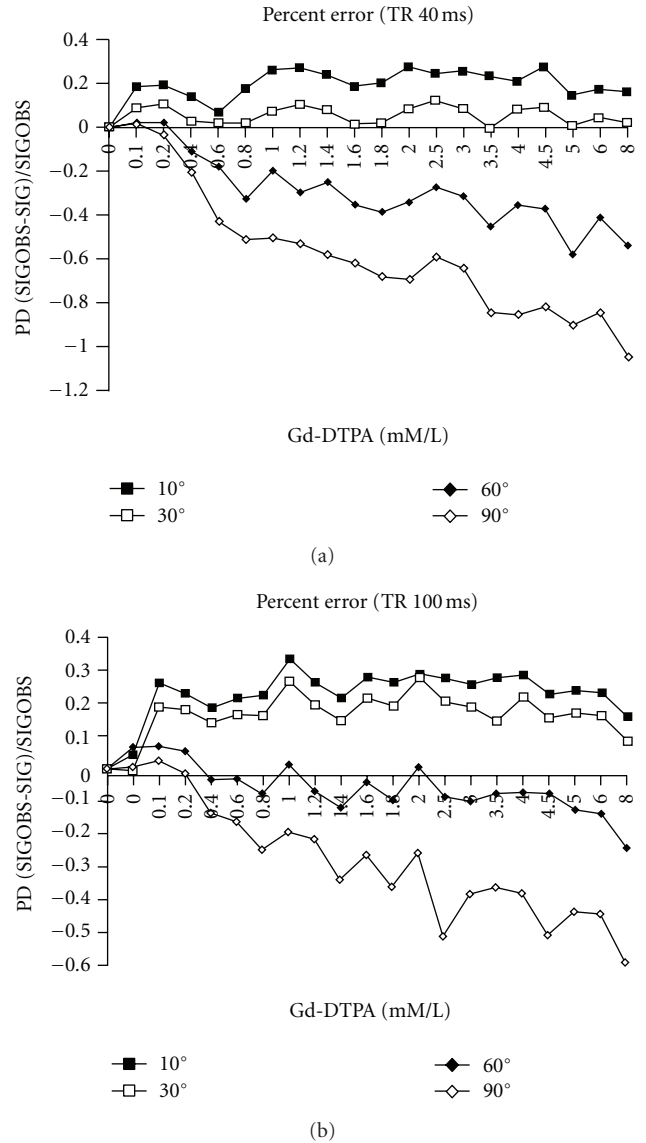 Percent error (TR 40 ms)
PD (SIGOBS-SIG)/SIGOBS
0.4
0.2
0
−0.2
−0.4
−0.6
−0.8
−1
−1.2
0 0.1 0.2 0.4 0.6 0.8 1 1.2 1.4 1.6 1.8 2 2.5 3 3.5 4 4.5 5 6 8
Gd-DTPA (mM/L)
10° 60°
30° 90°
(a)
Percent error (TR 100 ms)
PD (SIGOBS-SIG)/SIGOBS
0.4
0.3
0.2
0.1
0
−0.1
−0.2
−0.3
−0.4
−0.5
−0.6
0 0 0.1 0.2 0.4 0.6 0.8 1 1.2 1.4 1.6 1.8 2 2.5 3 3.5 4 4.5 5 6 8
Gd-DTPA (mM/L)
10° 60°
30° 90°
(b)